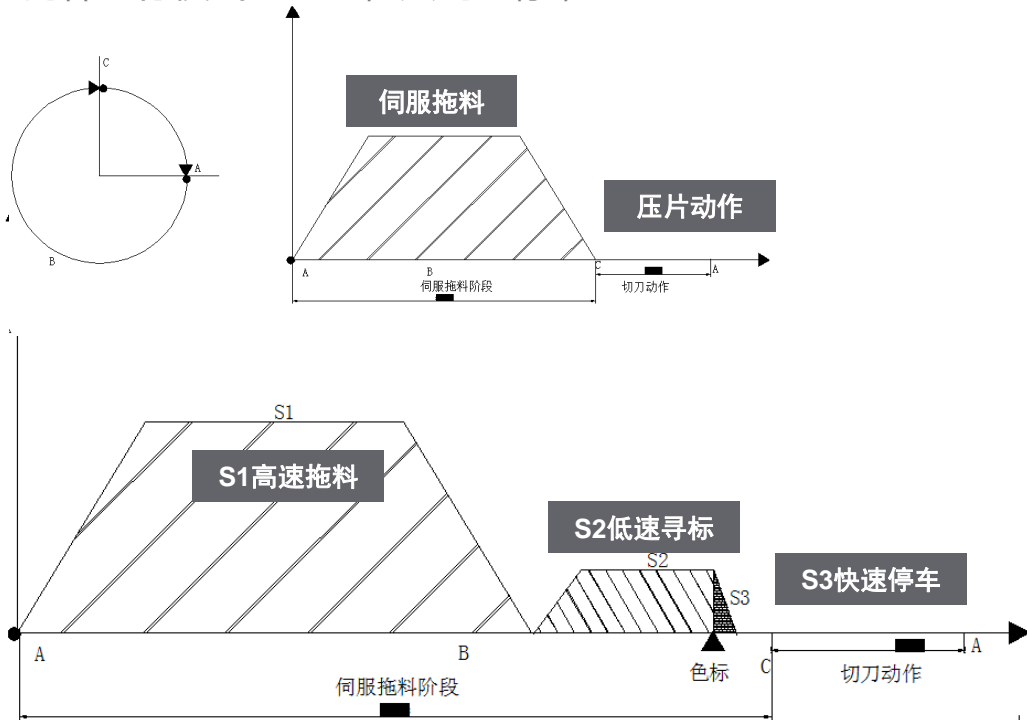 C
A
B
伺服拖料
压片动作
A
B
C
A
伺服拖料阶段
切刀动作
S1
S1高速拖料
S2低速寻标
S2
S3快速停车
S3
A
B
色标
C
A
切刀动作
伺服拖料阶段